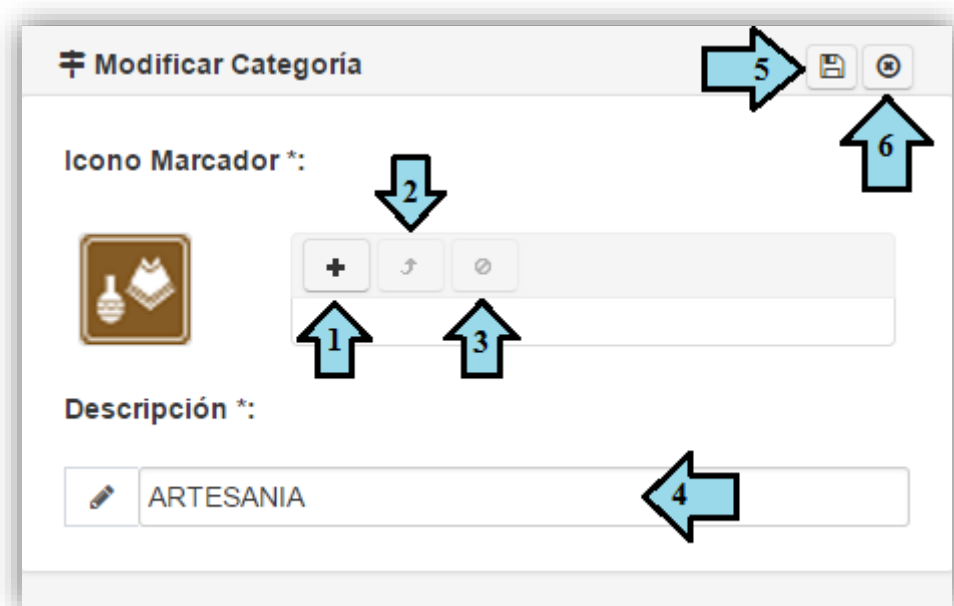 Modificar Categoría
5
6
Icono Marcador *:
2
1
3
Descripción *:
ARTESANIA
4